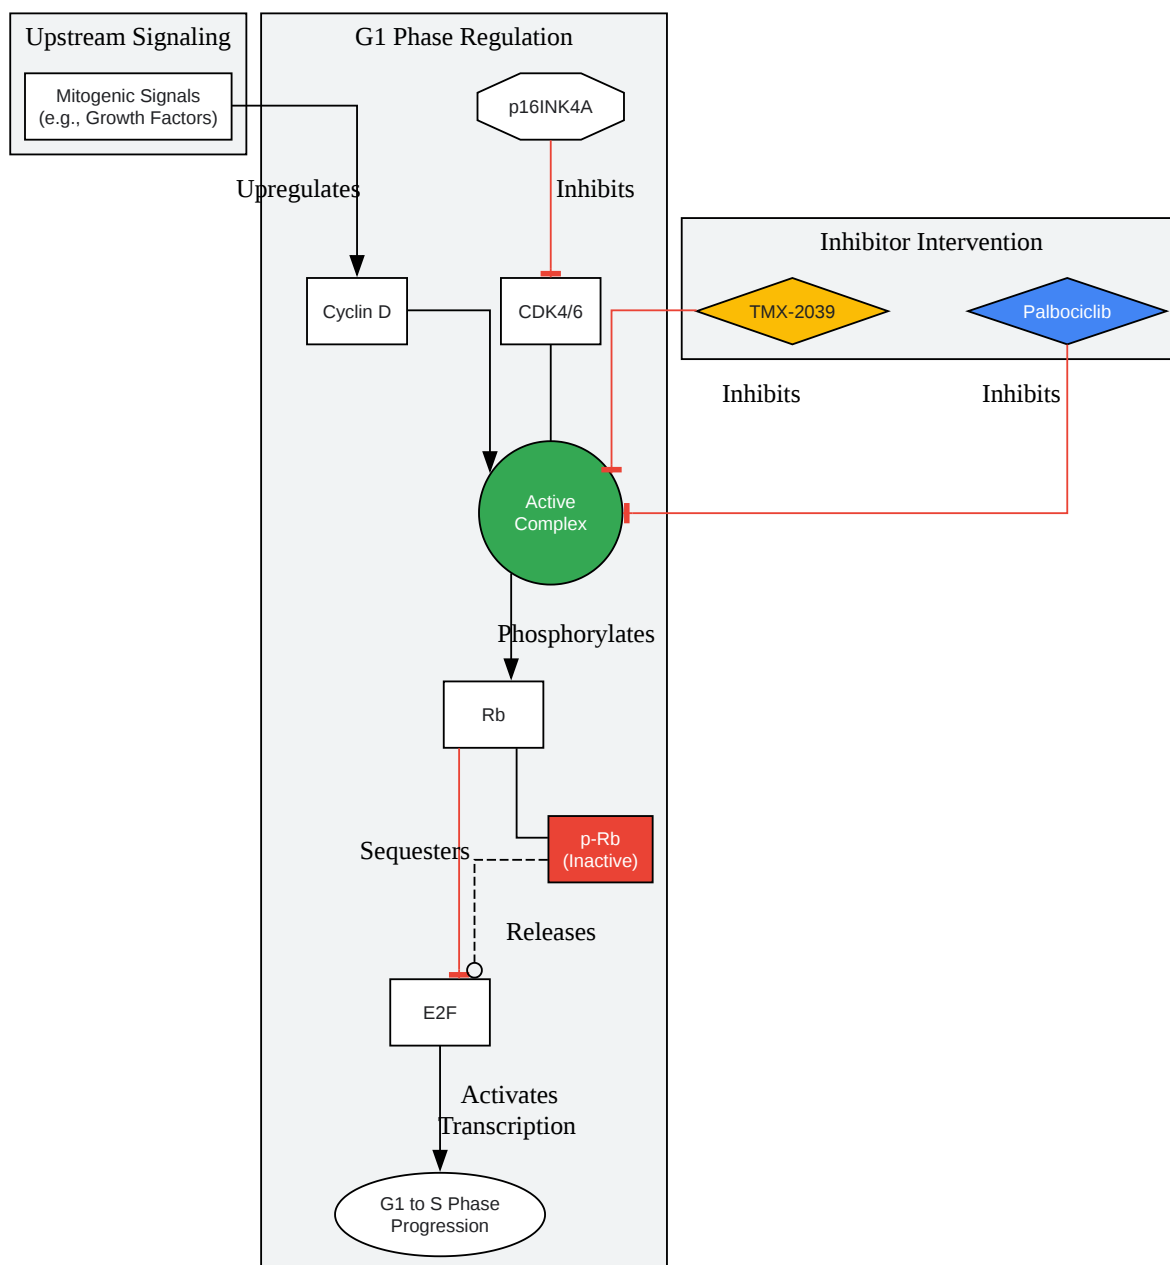 Upstream Signaling
G1 Phase Regulation
Mitogenic Signals
(e.g., Growth Factors)
p16INK4A
Upregulates
Inhibits
Inhibitor Intervention
Cyclin D
CDK4/6
TMX-2039
Palbociclib
Inhibits
Inhibits
Active
Complex
Phosphorylates
Rb
p-Rb
(Inactive)
Sequesters
Releases
E2F
Activates
Transcription
G1 to S Phase
Progression